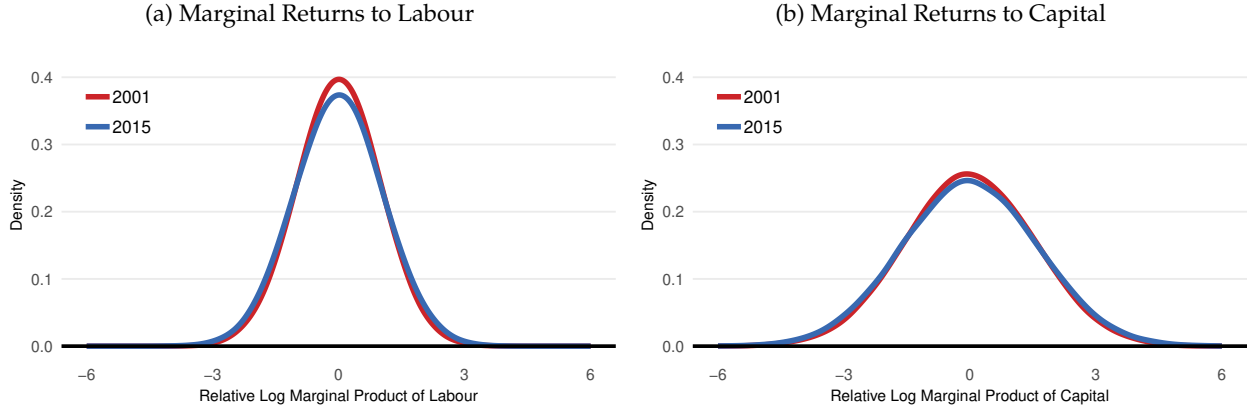 (a) Marginal Returns to Labour
0.4
0.3
0.2
0.1
0.0
Density
2001
2015
−6 −3 0 3 6
Relative Log Marginal Product of Labour
(b) Marginal Returns to Capital
0.4
0.3
0.2
0.1
0.0
Density
2001
2015
−6 −3 0 3 6
Relative Log Marginal Product of Capital